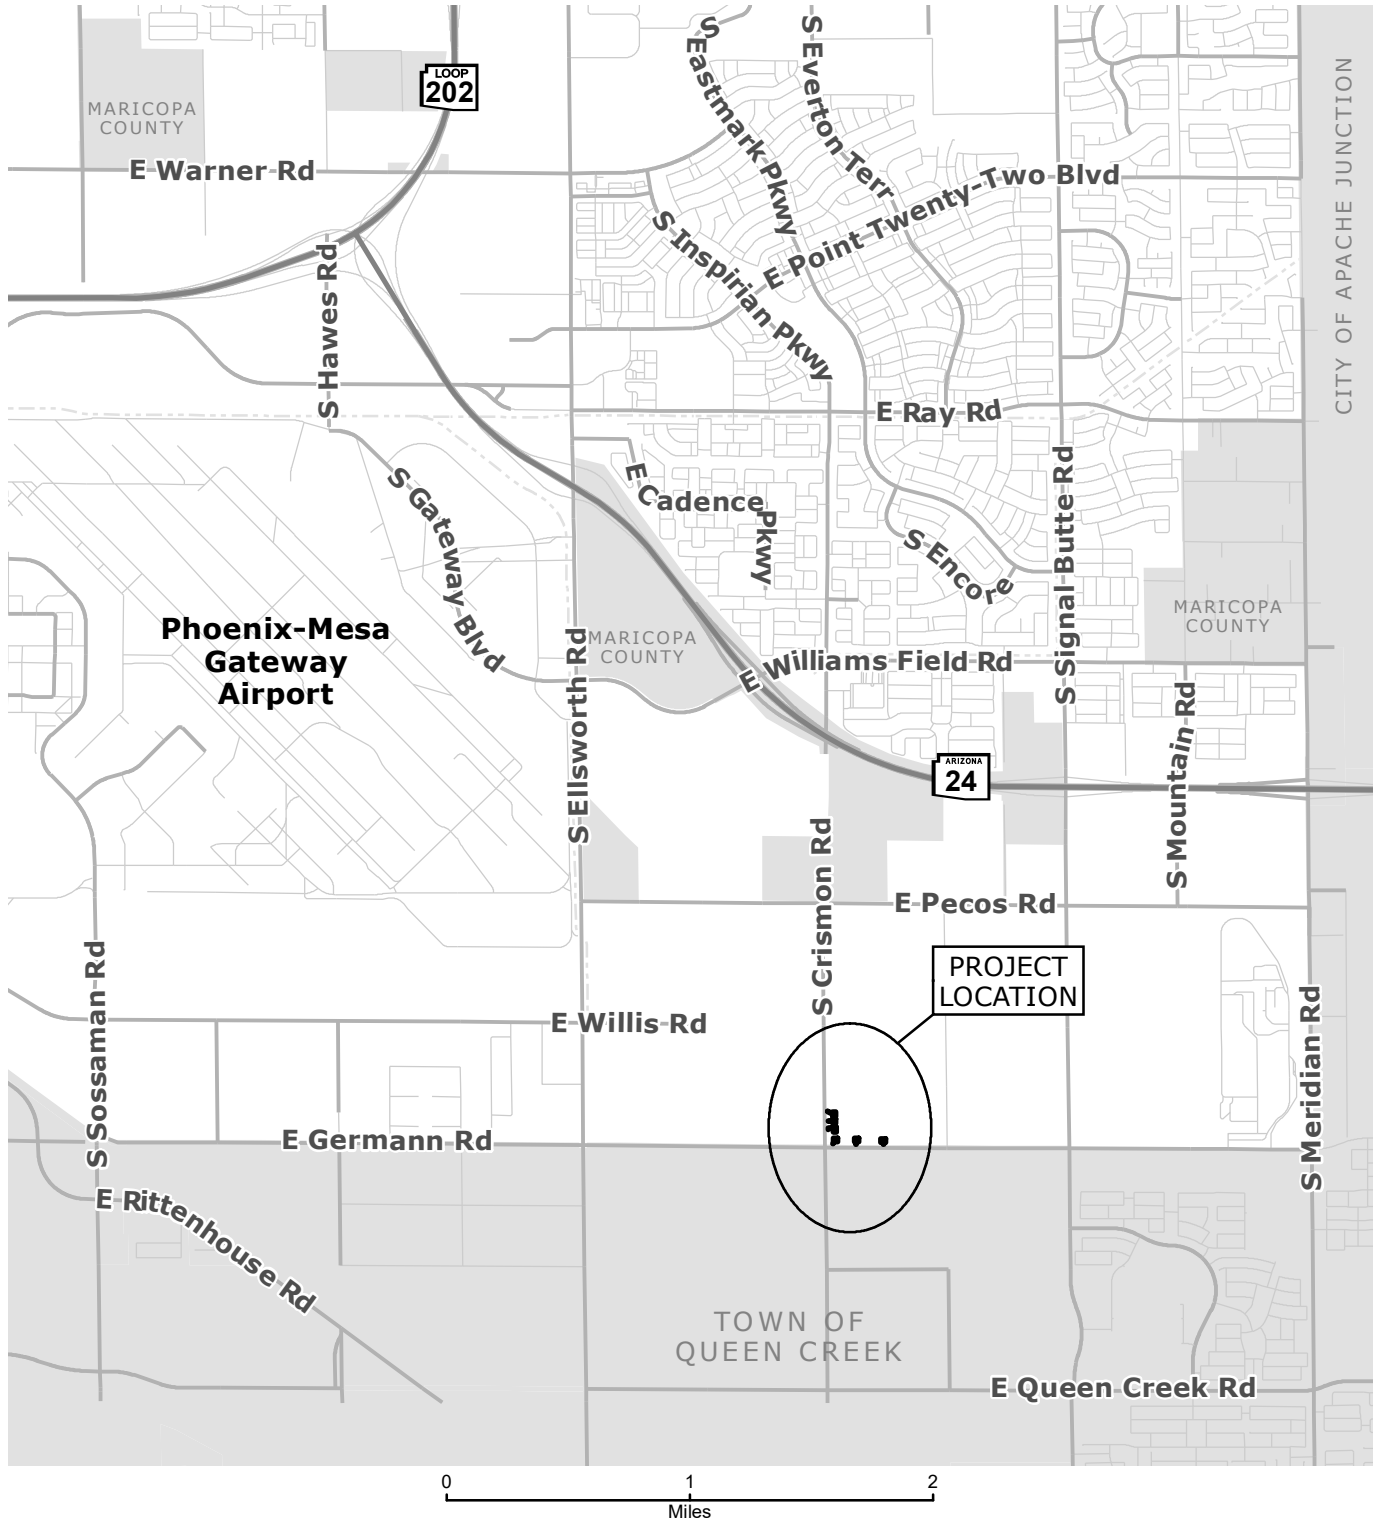 S Eastmark Pkwy
S Everton Terr
LOOP
202
MARICOPA
COUNTY
E Warner Rd
E Point Twenty-Two Blvd
CITY OF APACHE JUNCTION
S Inspirian Pkwy
S Hawes Rd
E Ray Rd
S Gateway Blvd
E Cadence Pkwy
S Signal Butte Rd
S Encore
Phoenix-Mesa
Gateway
Airport
MARICOPA
COUNTY
MARICOPA
COUNTY
E Williams Field Rd
S Ellsworth Rd
S Mountain Rd
ARIZONA
24
S Crismon Rd
E Pecos Rd
PROJECT
LOCATION
S Sossaman Rd
E Willis Rd
S Meridian Rd
E Germann Rd
E Rittenhouse Rd
TOWN OF
QUEEN CREEK
E Queen Creek Rd
0 1 2
Miles